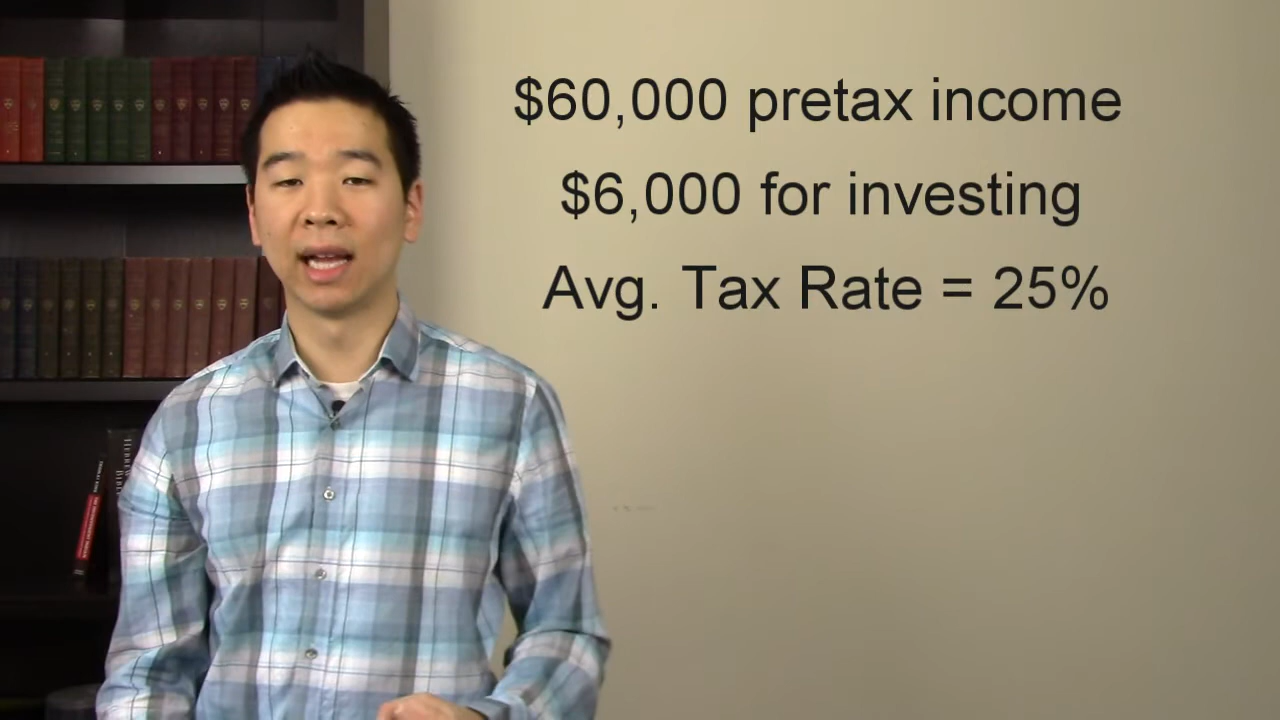 $60,000 pretax income
$6,000 for investing
Avg. Tax Rate = 25%